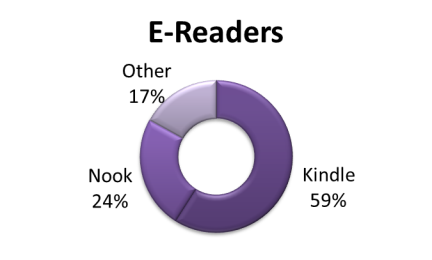 E-Readers
Other
17%
Nook
24%
Kindle
59%